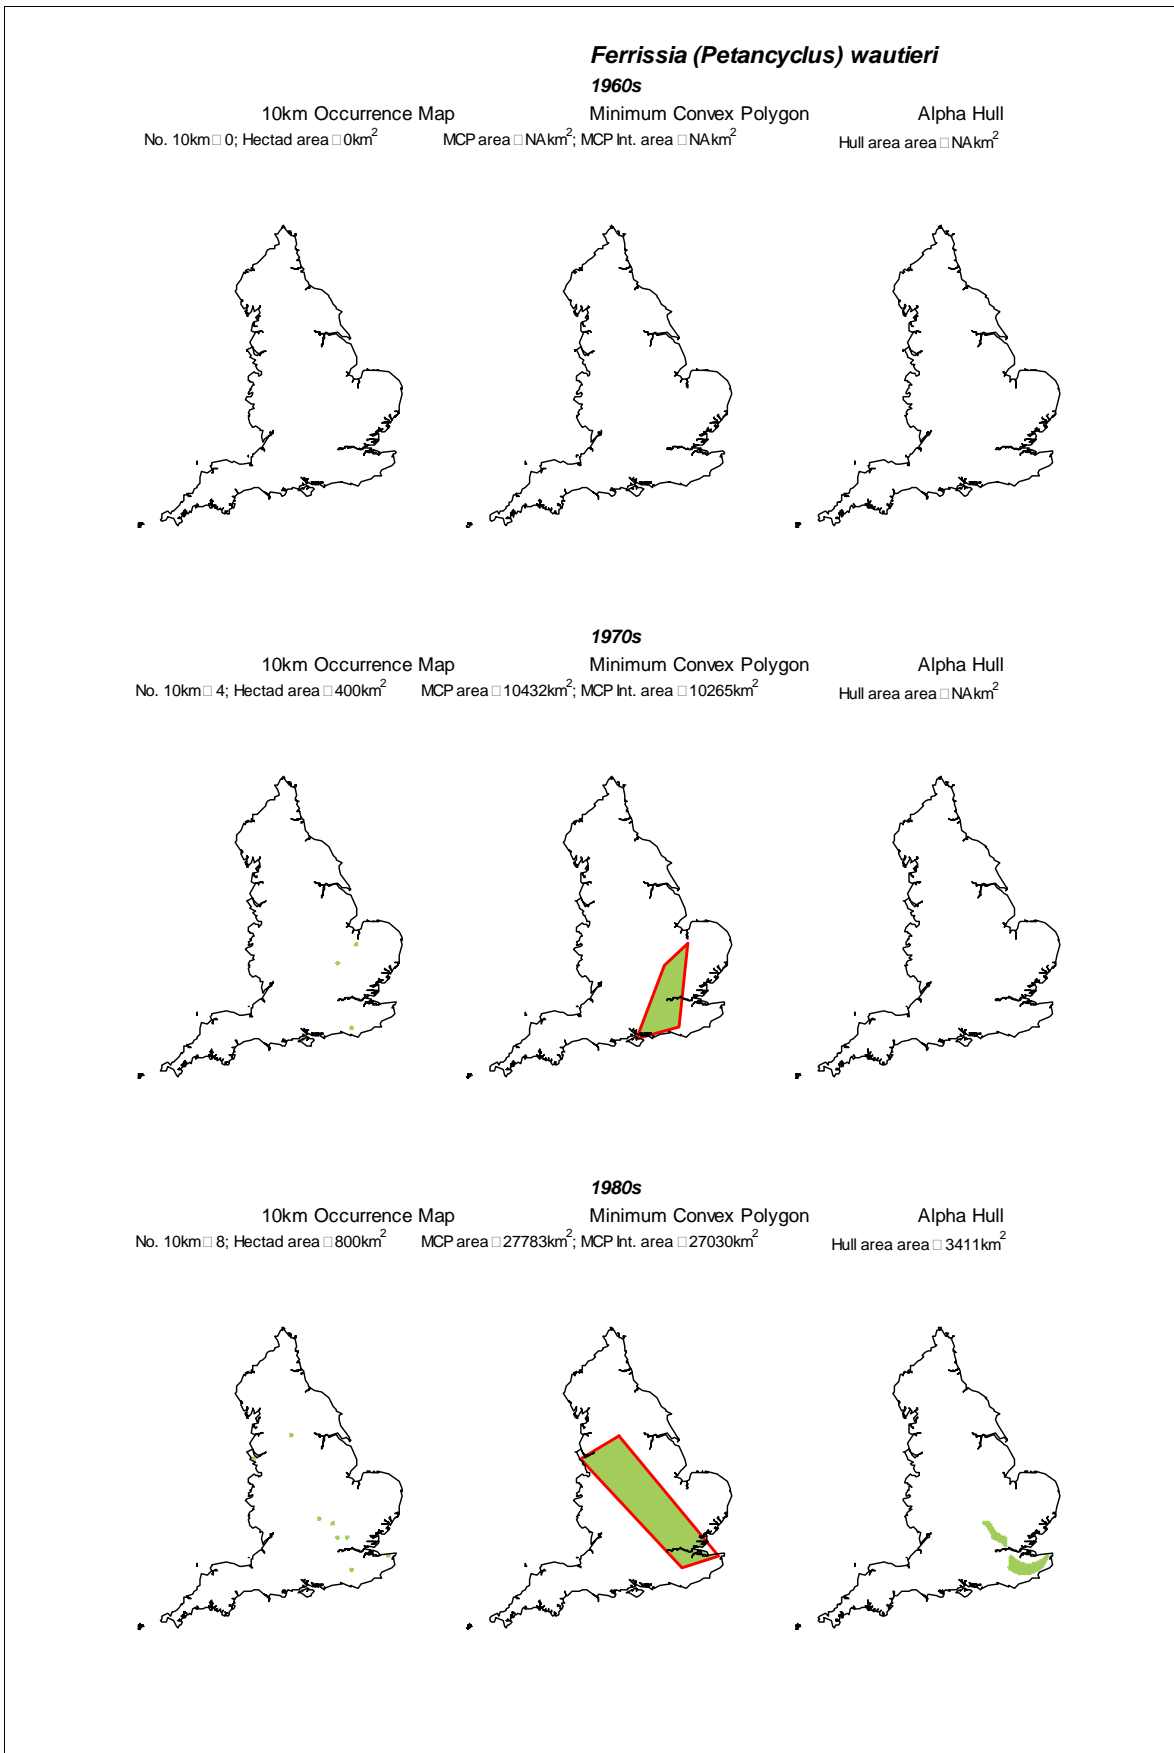 Ferrissia (Petancyclus) wautieri
1960s
10km Occurrence Map Minimum Convex Polygon Alpha Hull
No. 10km□0; Hectad area □0km² MCP area □NAkm²; MCP Int. area □NAkm² Hull area area □NAkm²
1970s
10km Occurrence Map Minimum Convex Polygon Alpha Hull
No. 10km□4; Hectad area □400km² MCP area □10432km²; MCP Int. area □10265km² Hull area area □NAkm²
1980s
10km Occurrence Map Minimum Convex Polygon Alpha Hull
No. 10km□8; Hectad area □800km² MCP area □27783km²; MCP Int. area □27030km² Hull area area □3411km²